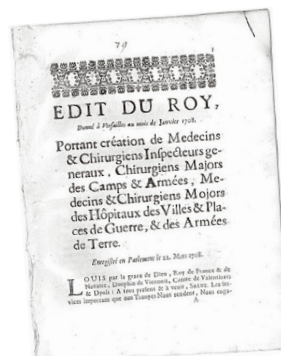 79
EDIT DU ROY,
Donné à Versailles au mois de Janvier 1708.
Portant création de Medecins
& Chirurgiens Inspecteurs ge-
neraux, Chirurgiens Majors
des Camps & Armées, Me-
decins & Chirurgiens Mojors
des Hôpitaux des Villes & Pla-
ces de Guerre, & des Armées
de Terre.
Enregistré en Parlement le 22. Mars 1708.
LOUIS par la grace de Dieu, Roy de France & de
Navarre, Dauphin de Viennois, Comte de Valentinois
& Dyois: A tous presens & à venir, SALUT. Les ser-
vices important que nos Troupes Nous rendent, Nous enga-
A